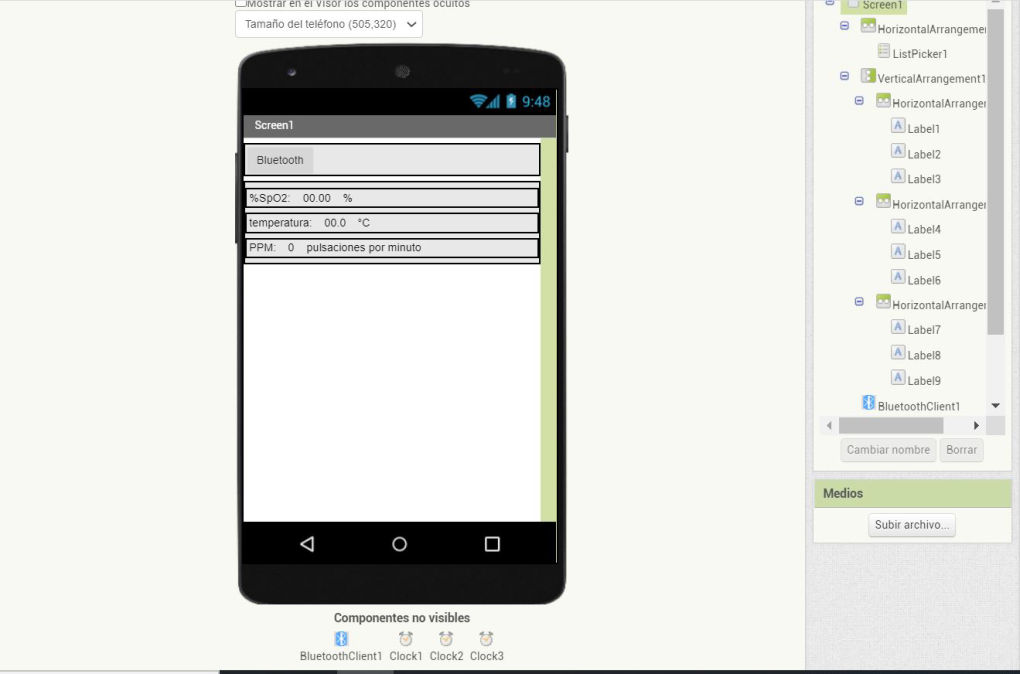 Mostrar en el Visor los componentes ocultos
Tamaño del teléfono (505,320)
9:48
Screen1
Bluetooth
%SpO2: 00.00 %
temperatura: 00.0 °C
PPM: 0 pulsaciones por minuto
Componentes no visibles
BluetoothClient1 Clock1 Clock2 Clock3
Screen1
HorizontalArrangeme
ListPicker1
VerticalArrangement1
HorizontalArranger
Label1
Label2
Label3
HorizontalArranger
Label4
Label5
Label6
HorizontalArranger
Label7
Label8
Label9
BluetoothClient1
Cambiar nombre Borrar
Medios
Subir archivo...